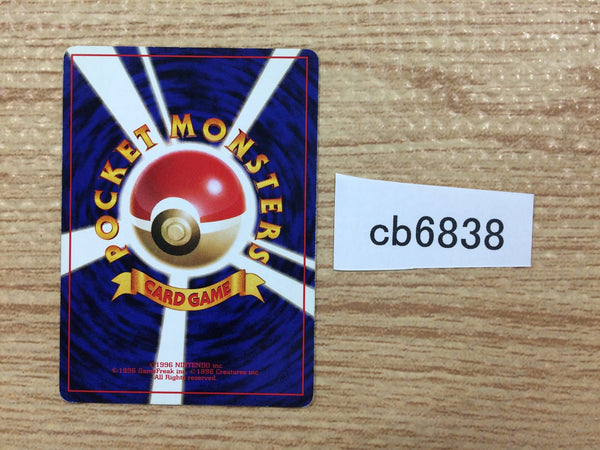 POCKET MONSTERS
CARD GAME
©1996 NINTENDO inc.
©1996 GameFreak inc. ©1996 Creatures inc.
All Rights reserved.
cb6838